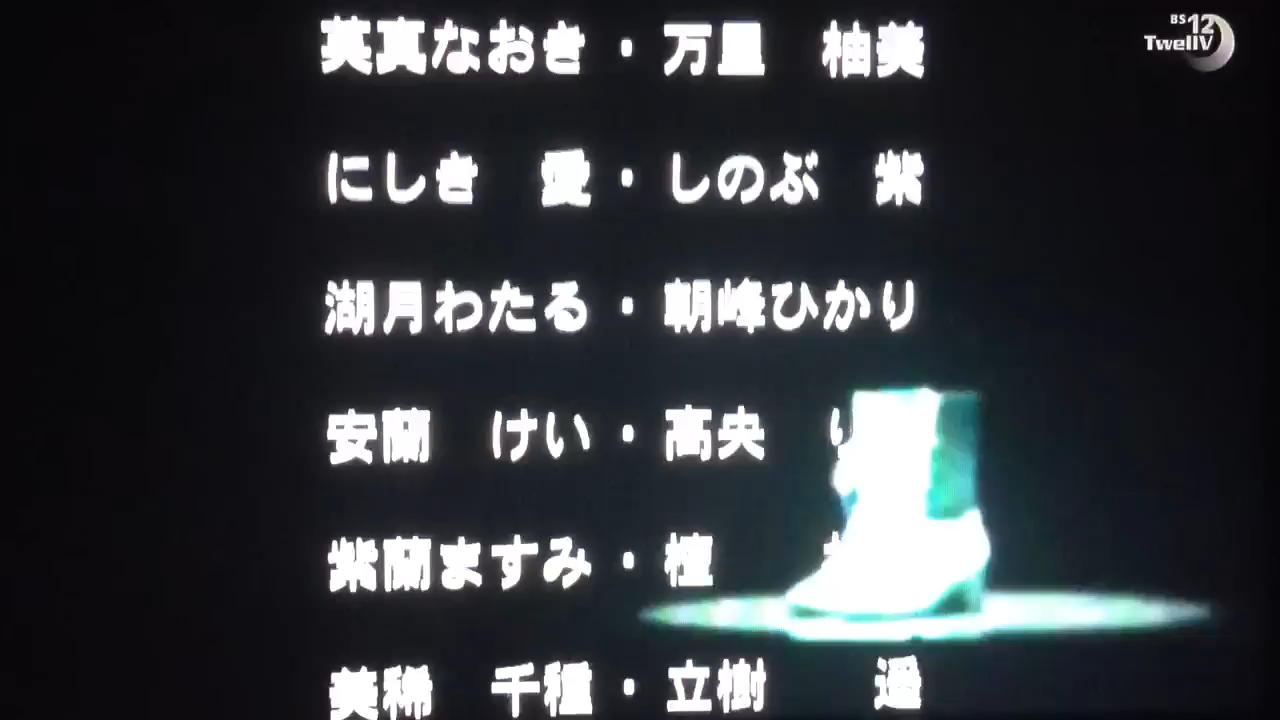 BS12
TwellV
英真なおき・万里 柚美
にしき 愛・しのぶ 紫
湖月わたる・朝峰ひかり
安蘭 けい・高央
紫蘭ますみ・檀
美稀 千種・立樹 遥